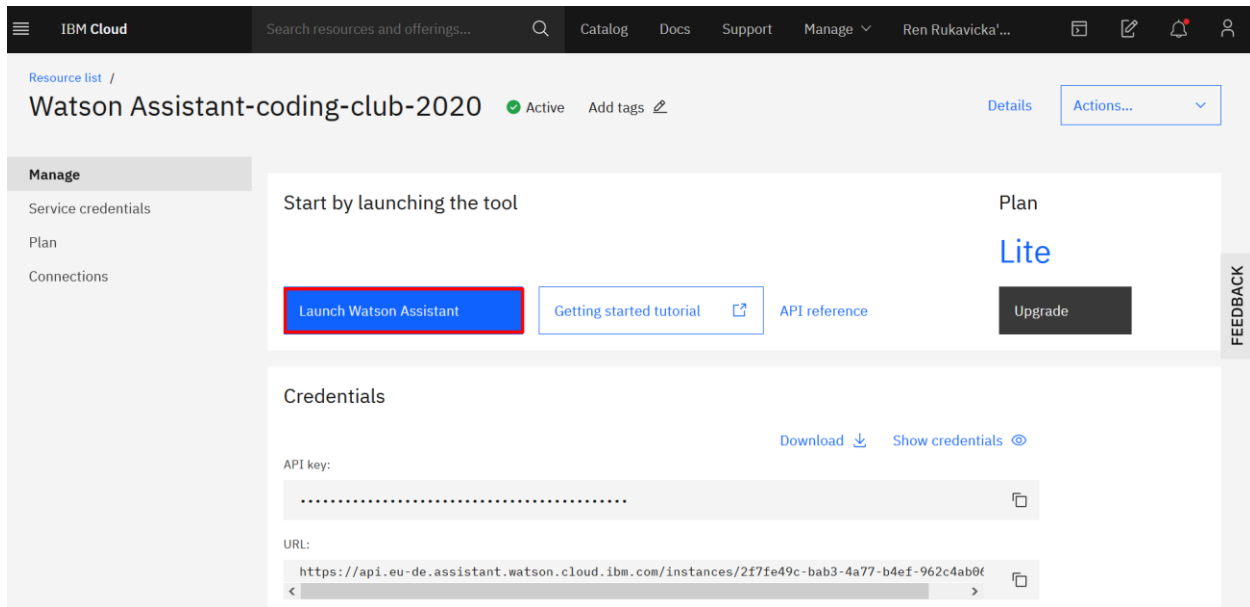 IBM Cloud
Search resources and offerings...
Catalog
Docs
Support
Manage
Ren Rukavicka'...
Resource list /
Watson Assistant-coding-club-2020
Active
Add tags
Details
Actions...
Manage
Service credentials
Plan
Connections
Start by launching the tool
Launch Watson Assistant
Getting started tutorial
API reference
Plan
Lite
Upgrade
FEEDBACK
Credentials
Download
Show credentials
API key:
............................................
URL:
https://api.eu-de.assistant.watson.cloud.ibm.com/instances/2f7fe49c-bab3-4a77-b4ef-962c4ab06